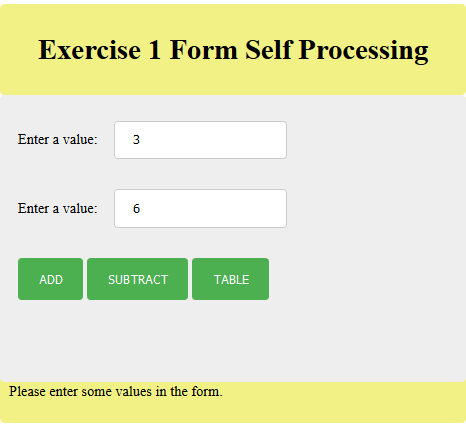 Exercise 1 Form Self Processing
Enter a value: 3
Enter a value: 6
ADD SUBTRACT TABLE
Please enter some values in the form.